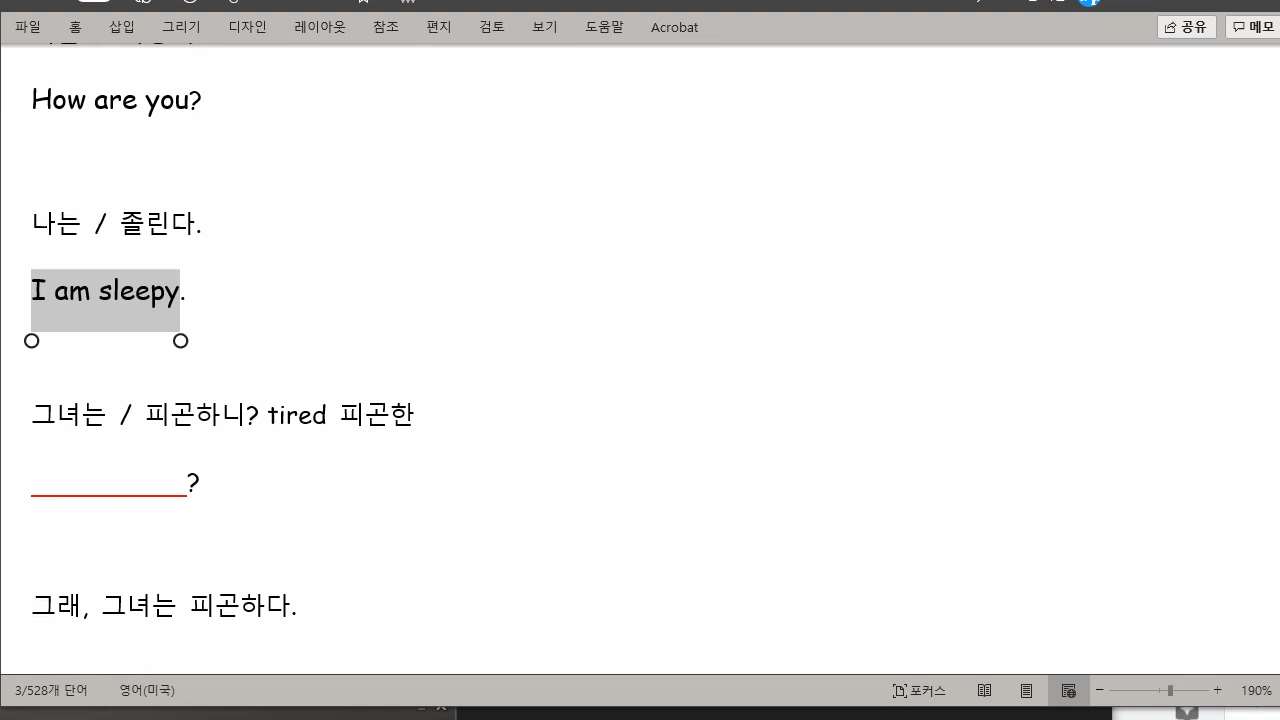 파일 홈 삽입 그리기 디자인 레이아웃 참조 편지 검토 보기 도움말 Acrobat 공유 메모
How are you?
나는 / 졸린다.
I am sleepy.
그녀는 / 피곤하니? tired 피곤한
___________?
그래, 그녀는 피곤하다.
3/528개 단어 영어(미국) 포커스 190%